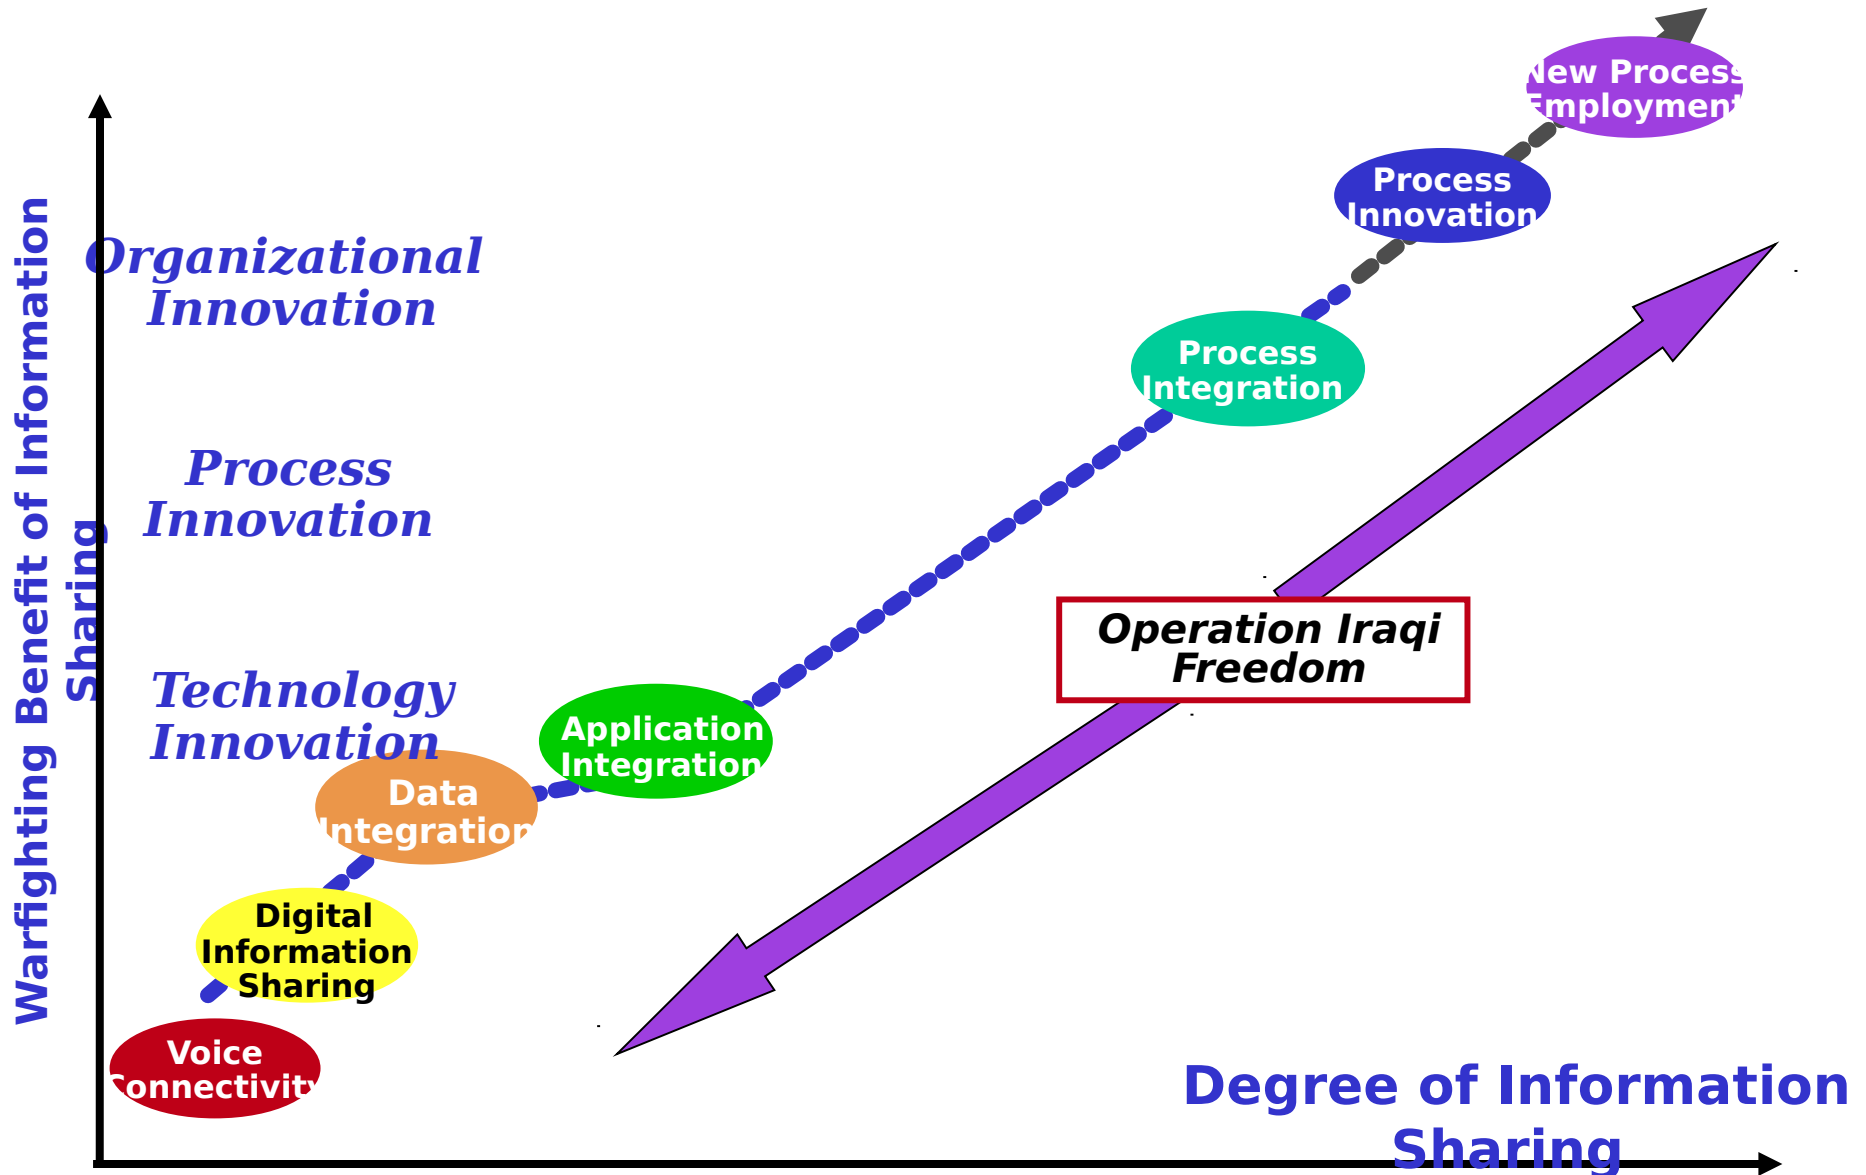 New Process
Employment
Process
Innovation
Organizational
Innovation
Process
Integration
Process
Innovation
Warfighting Benefit of Information
Sharing
Operation Iraqi
Freedom
Technology
Innovation
Application
Integration
Data
Integration
Digital
Information
Sharing
Voice
Connectivity
Degree of Information
Sharing